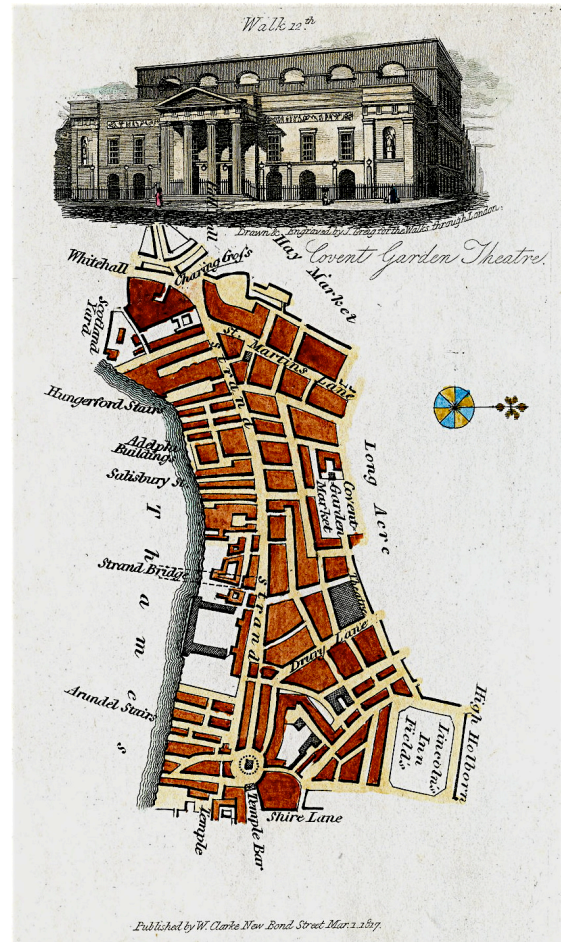 Walk 12.th
Drawn & Engraved by J. Greig for the Walks through London.
Covent Garden Theatre.
Whitehall
Charing Croſs
Hay Market
Scotland
Yard
St. Martins Lane
Strand
Hungerford Stairs
Adelphi
Buildings
Salisbury St.
Long Acre
Covent
Garden
Market
Thames
Strand Bridge
Strand
Theatre
Drury Lane
Arundel Stairs
High Holborn
Lincolns
Inn
Fields
Temple
Temple Bar
Shire Lane
Published by W. Clarke New Bond Street Mar. 1. 1817.